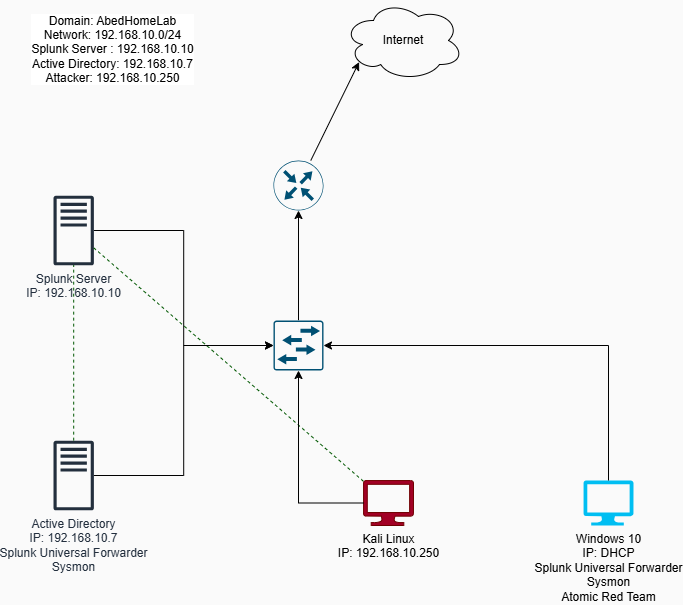 Domain: AbedHomeLab
Network: 192.168.10.0/24
Splunk Server : 192.168.10.10
Active Directory: 192.168.10.7
Attacker: 192.168.10.250
Internet
Splunk Server
IP: 192.168.10.10
Active Directory
IP: 192.168.10.7
Splunk Universal Forwarder
Sysmon
Kali Linux
IP: 192.168.10.250
Windows 10
IP: DHCP
Splunk Universal Forwarder
Sysmon
Atomic Red Team